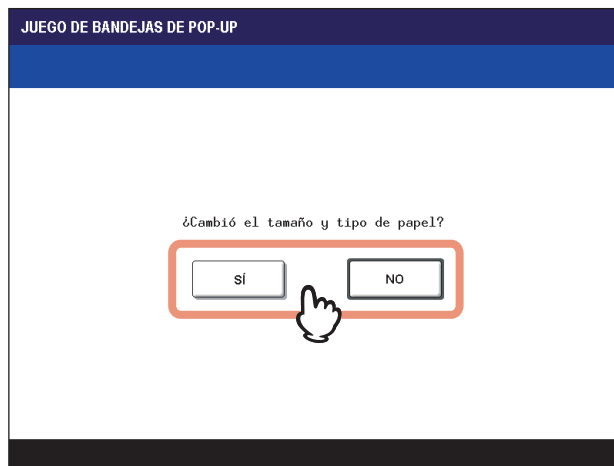 JUEGO DE BANDEJAS DE POP-UP
¿Cambió el tamaño y tipo de papel?
SÍ
NO